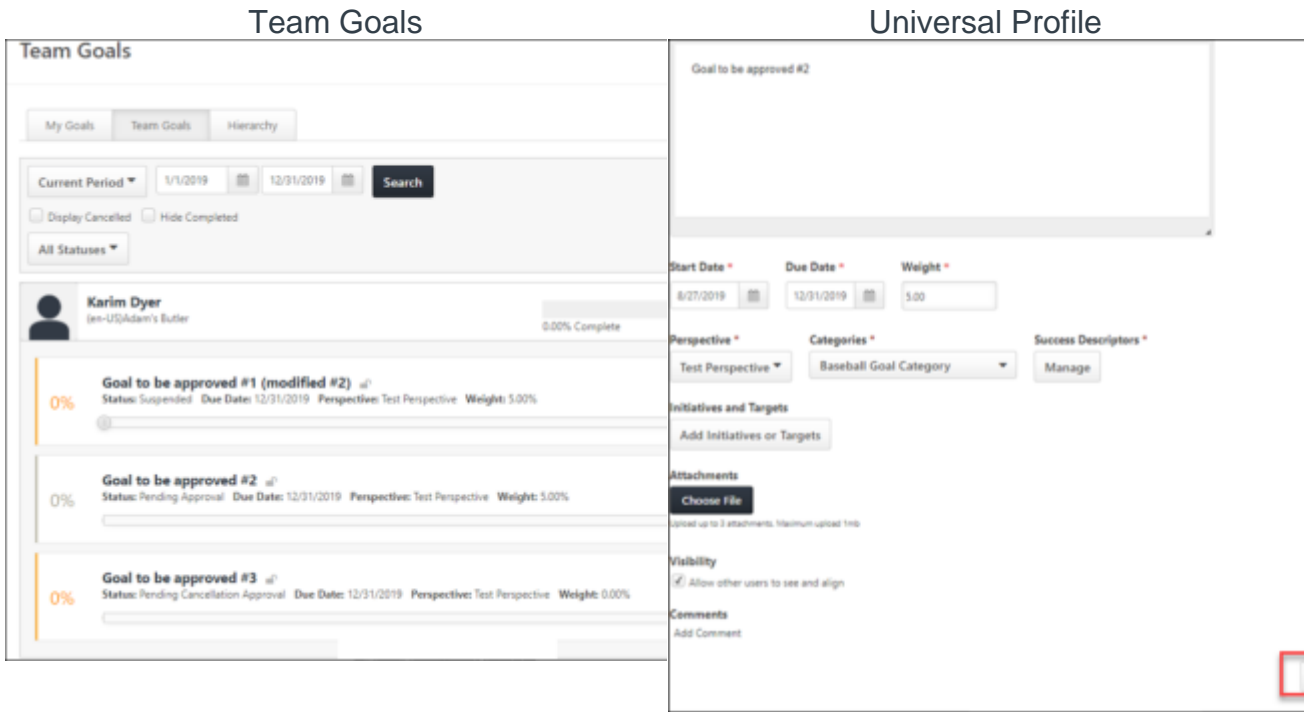 Team Goals
Team Goals
My Goals Team Goals Hierarchy
Current Period 1/1/2019 12/31/2019 Search
Display Cancelled Hide Completed
All Statuses
Karim Dyer
(en-US)Adam's Butler
0.00% Complete
0%
Goal to be approved #1 (modified #2)
Status: Suspended Due Date: 12/31/2019 Perspective: Test Perspective Weight: 5.00%
0%
Goal to be approved #2
Status: Pending Approval Due Date: 12/31/2019 Perspective: Test Perspective Weight: 5.00%
0%
Goal to be approved #3
Status: Pending Cancellation Approval Due Date: 12/31/2019 Perspective: Test Perspective Weight: 0.00%
Universal Profile
Goal to be approved #2
Start Date * Due Date * Weight *
8/27/2019 12/31/2019 5.00
Perspective * Categories * Success Descriptors *
Test Perspective Baseball Goal Category Manage
Initiatives and Targets
Add Initiatives or Targets
Attachments
Choose File
Upload up to 3 attachments. Maximum upload 1mb
Visibility
Allow other users to see and align
Comments
Add Comment